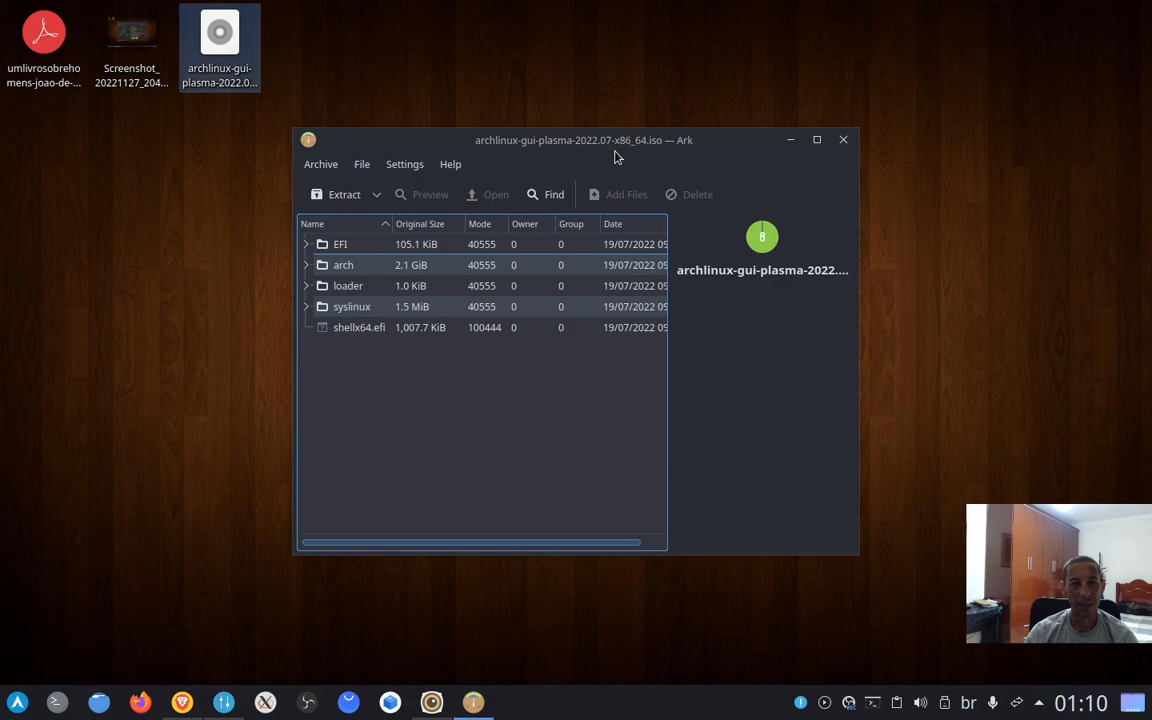 umlivrosobreho
mens-joao-de-...
Screenshot_
20221127_204...
archlinux-gui-
plasma-2022.0...
archlinux-gui-plasma-2022.07-x86_64.iso — Ark
Archive File Settings Help
Extract Preview Open Find Add Files Delete
Name Original Size Mode Owner Group Date
EFI 105.1 KiB 40555 0 0 19/07/2022 09
arch 2.1 GiB 40555 0 0 19/07/2022 09
loader 1.0 KiB 40555 0 0 19/07/2022 09
syslinux 1.5 MiB 40555 0 0 19/07/2022 09
shellx64.efi 1,007.7 KiB 100444 0 0 19/07/2022 09
archlinux-gui-plasma-2022....
br 01:10